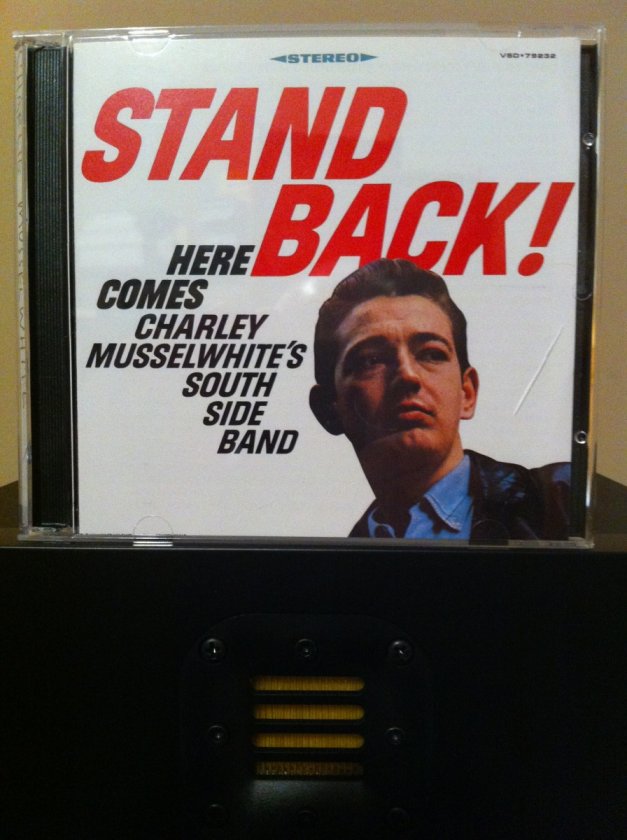 STEREO
VSD•79232
STAND
BACK!
HERE
COMES
CHARLEY
MUSSELWHITE'S
SOUTH
SIDE
BAND